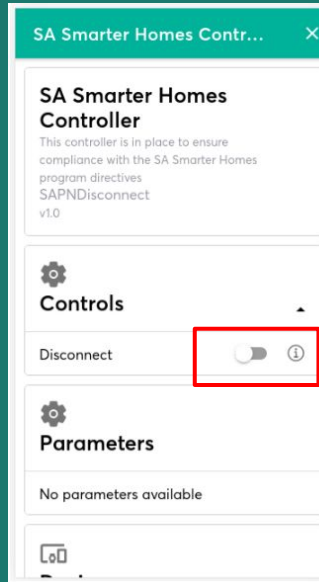 SA Smarter Homes Contr...
SA Smarter Homes
Controller
This controller is in place to ensure
compliance with the SA Smarter Homes
program directives
SAPNDisconnect
v1.0
Controls
Disconnect
Parameters
No parameters available